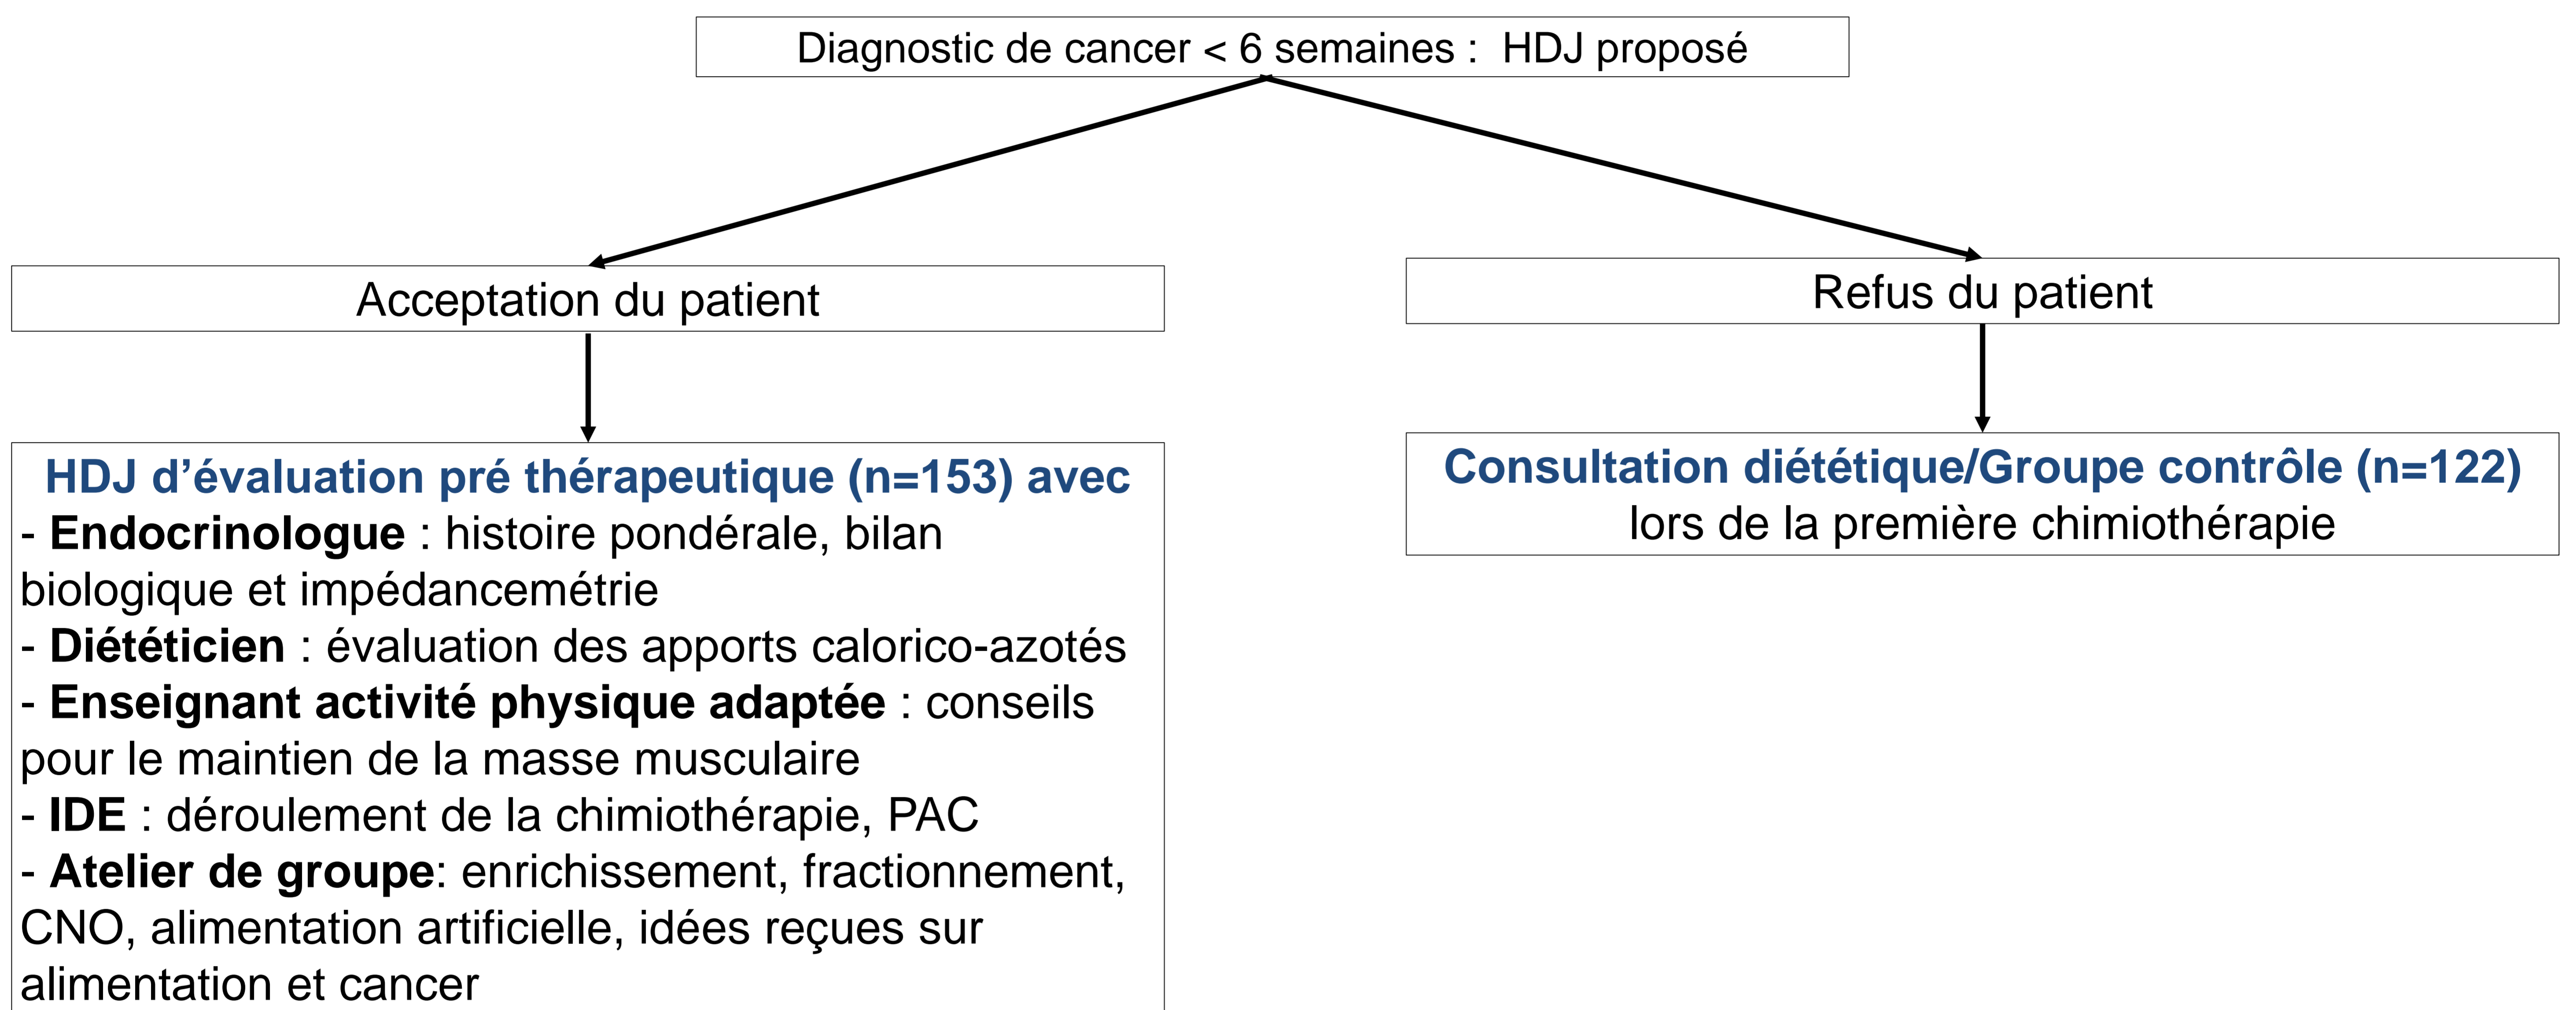 Diagnostic de cancer < 6 semaines :  HDJ proposé
Acceptation du patient
Refus du patient
HDJ d’évaluation pré thérapeutique (n=153) avec
- Endocrinologue : histoire pondérale, bilan
biologique et impédancemétrie
- Diététicien : évaluation des apports calorico-azotés
- Enseignant activité physique adaptée : conseils
pour le maintien de la masse musculaire
- IDE : déroulement de la chimiothérapie, PAC
- Atelier de groupe: enrichissement, fractionnement,
CNO, alimentation artificielle, idées reçues sur
alimentation et cancer
Consultation diététique/Groupe contrôle (n=122)
lors de la première chimiothérapie